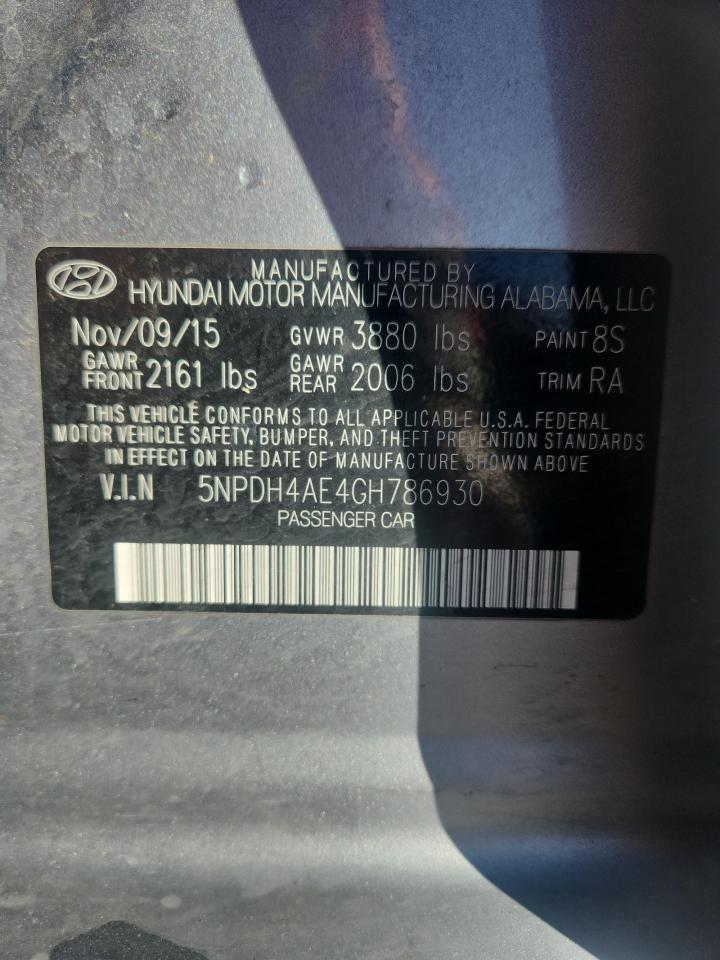 MANUFACTURED BY
HYUNDAI MOTOR MANUFACTURING ALABAMA, LLC
Nov/09/15 GVWR 3880 lbs PAINT 8S
GAWR FRONT 2161 lbs GAWR REAR 2006 lbs TRIM RA
THIS VEHICLE CONFORMS TO ALL APPLICABLE U.S.A. FEDERAL
MOTOR VEHICLE SAFETY, BUMPER, AND THEFT PREVENTION STANDARDS
IN EFFECT ON THE DATE OF MANUFACTURE SHOWN ABOVE
V.I.N 5NPDH4AE4GH786930
PASSENGER CAR